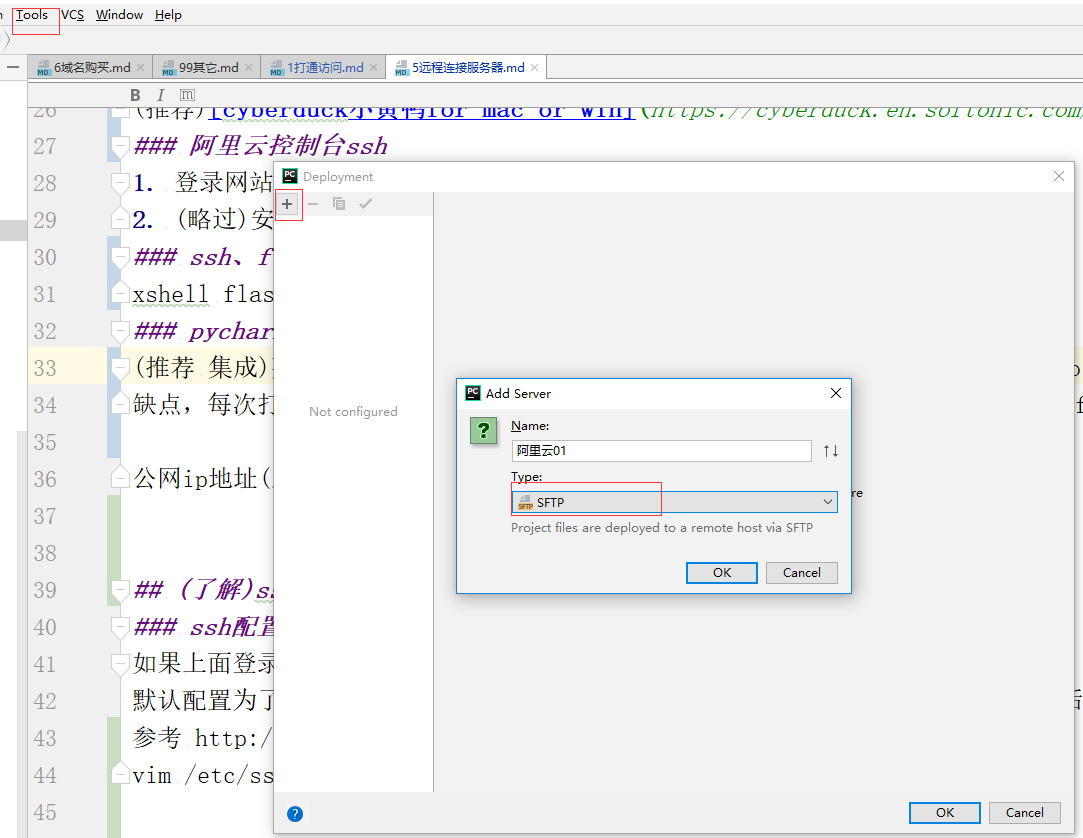 Tools VCS Window Help
6域名购买.md 99其它.md 1打通访问.md 5远程连接服务器.md
B I m
26 (推荐)[cyberduck小黄鸭for mac or win](https://cyberduck.en.softonic.com/
27 ### 阿里云控制台ssh
Deployment
28 1. 登录网站
29 2. (略过)安
30 ### ssh、f
31 xshell flas
32 ### pychar
33 (推荐 集成)
34 缺点，每次打
Not configured
35
36 公网ip地址(
37
38
39 ## (了解)ss
40 ### ssh配置
41 如果上面登录
42 默认配置为了
43 参考 http:/
44 vim /etc/ss
45
PC Add Server
Name:
阿里云01
Type:
SFTP SFTP
re
Project files are deployed to a remote host via SFTP
OK Cancel
OK Cancel